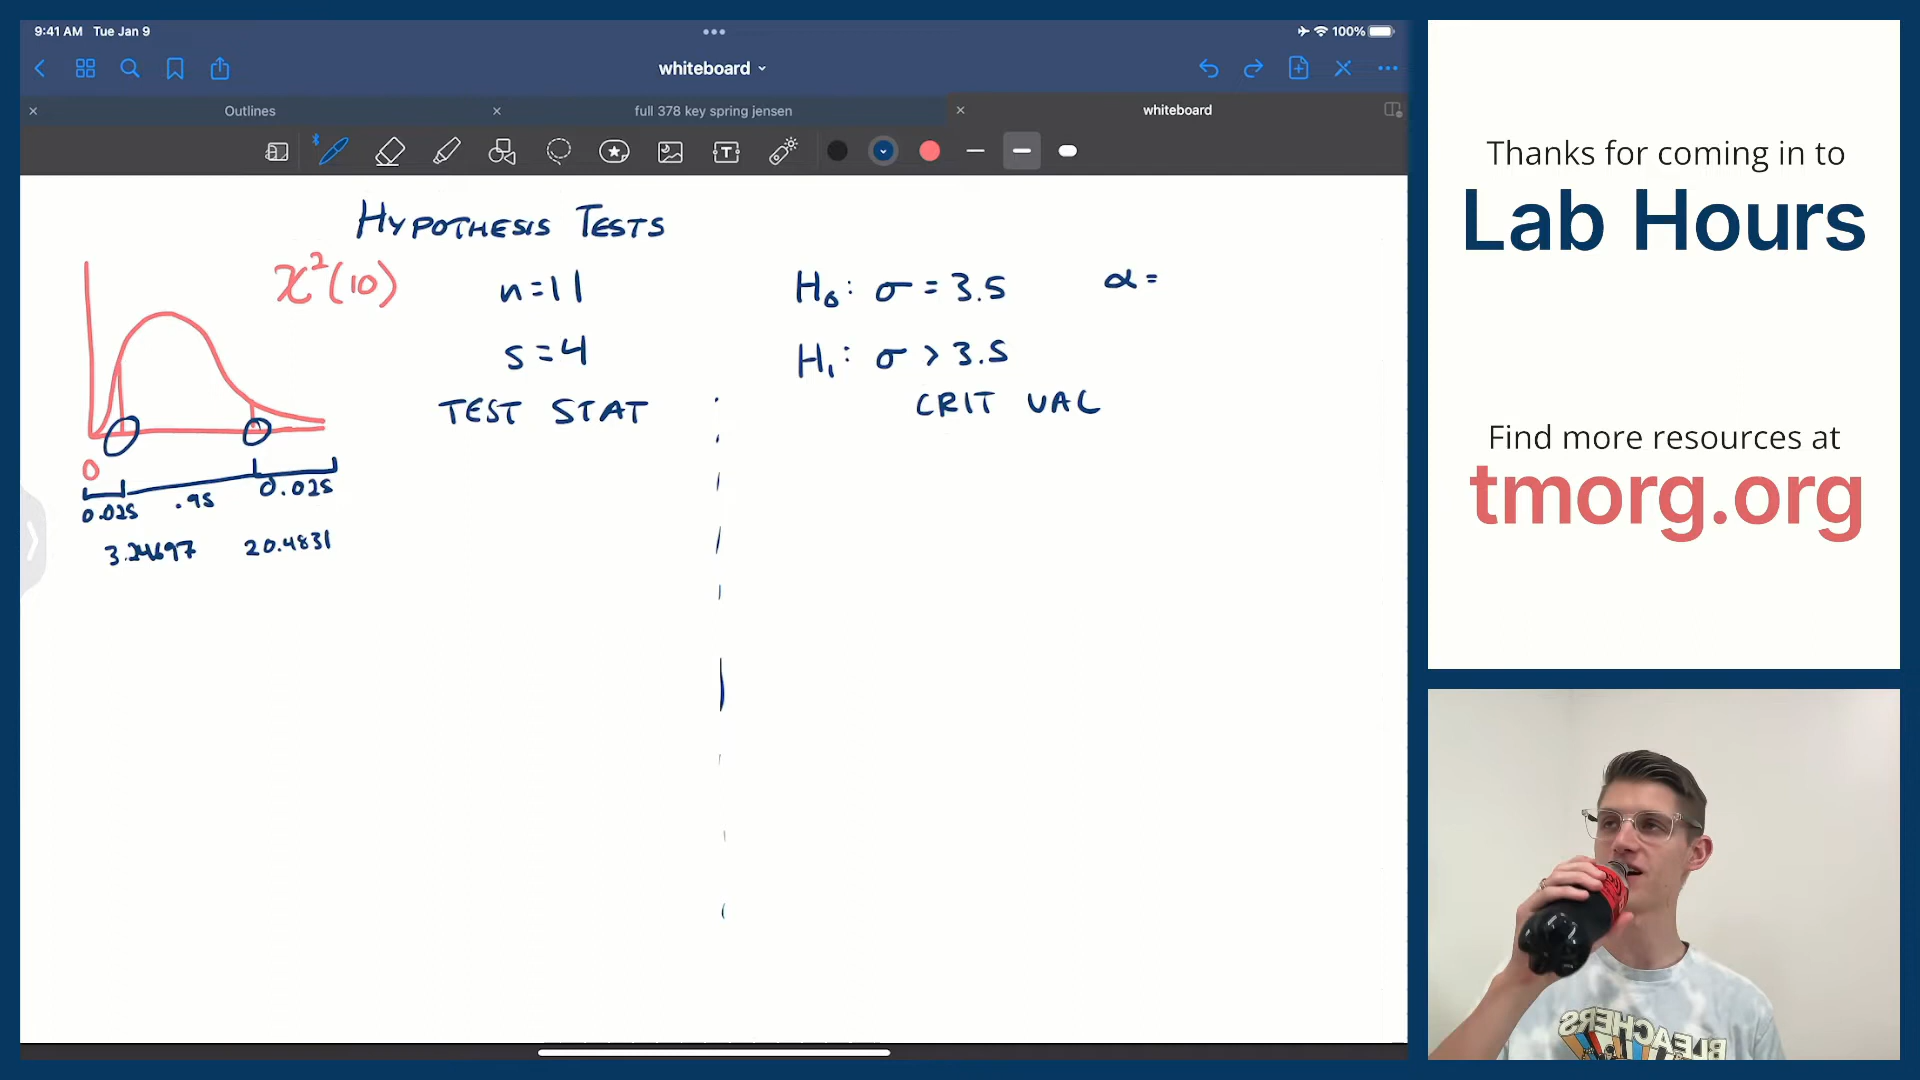 9:41 AM Tue Jan 9
100%
whiteboard
Outlines
full 378 key spring jensen
whiteboard
HYPOTHESIS TESTS
χ²(10)
n=11
s=4
H₀: σ = 3.5
H₁: σ > 3.5
α=
TEST STAT
CRIT VAL
0
0.025
.95
0.025
3.24697
20.4831
Thanks for coming in to
Lab Hours
Find more resources at
tmorg.org
BLEACHERS